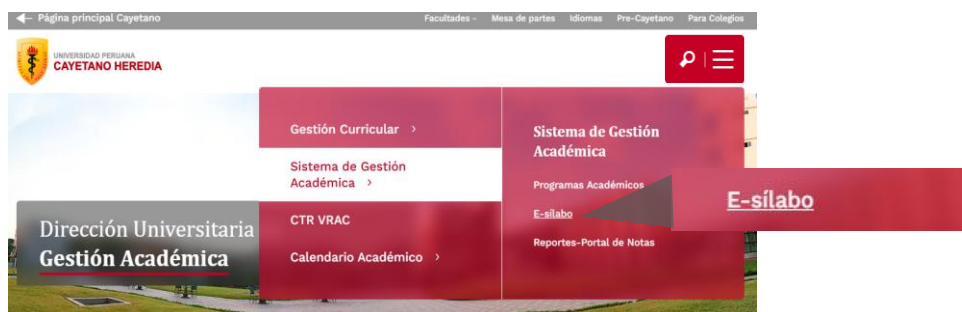 Página principal Cayetano
Facultades - Mesa de partes Idiomas Pre-Cayetano Para Colegios
UNIVERSIDAD PERUANA
CAYETANO HEREDIA
Gestión Curricular >
Sistema de Gestión
Académica >
CTR VRAC
Calendario Académico >
Sistema de Gestión
Académica
Programas Académicos
E-sílabo
Reportes-Portal de Notas
E-sílabo
Dirección Universitaria
Gestión Académica